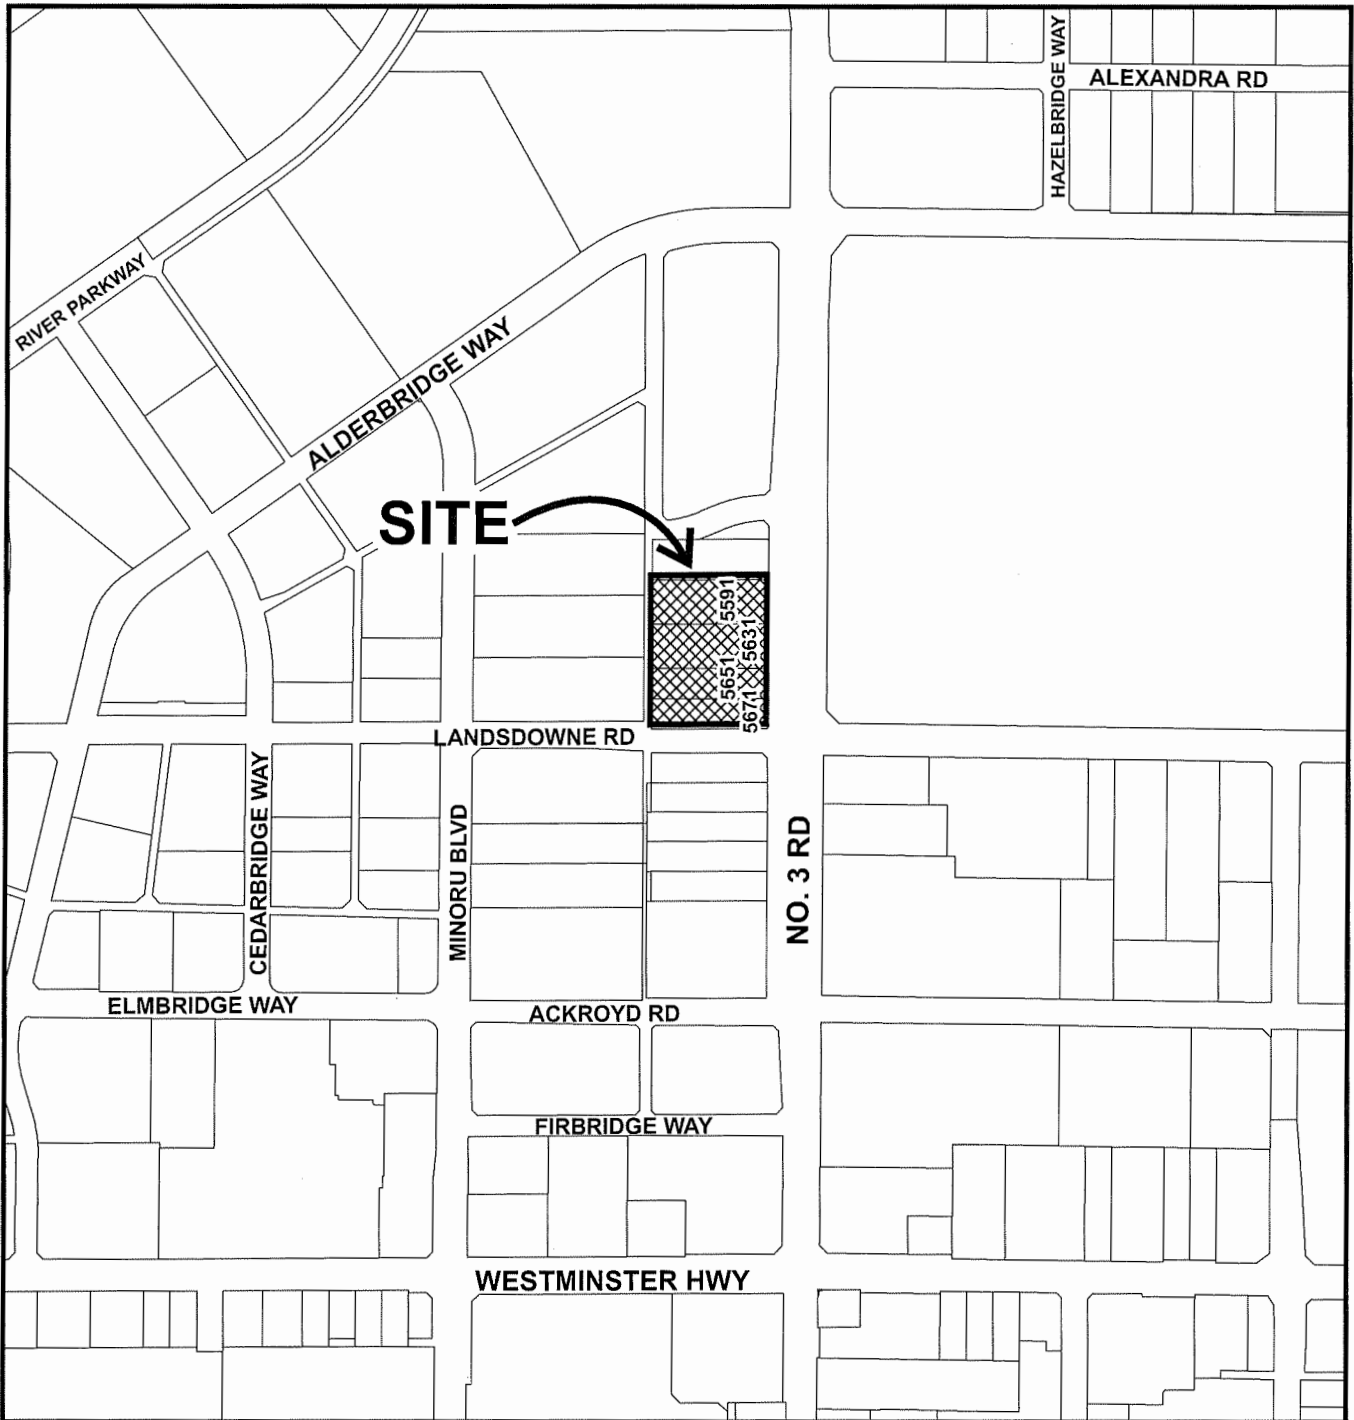 HAZELBRIDGE WAY
ALEXANDRA RD
RIVER PARKWAY
ALDERBRIDGE WAY
SITE
5591
5631
5651
5671
LANDSDOWNE RD
CEDARBRIDGE WAY
MINORU BLVD
NO. 3 RD
ELMBRIDGE WAY
ACKROYD RD
FIRBRIDGE WAY
WESTMINSTER HWY